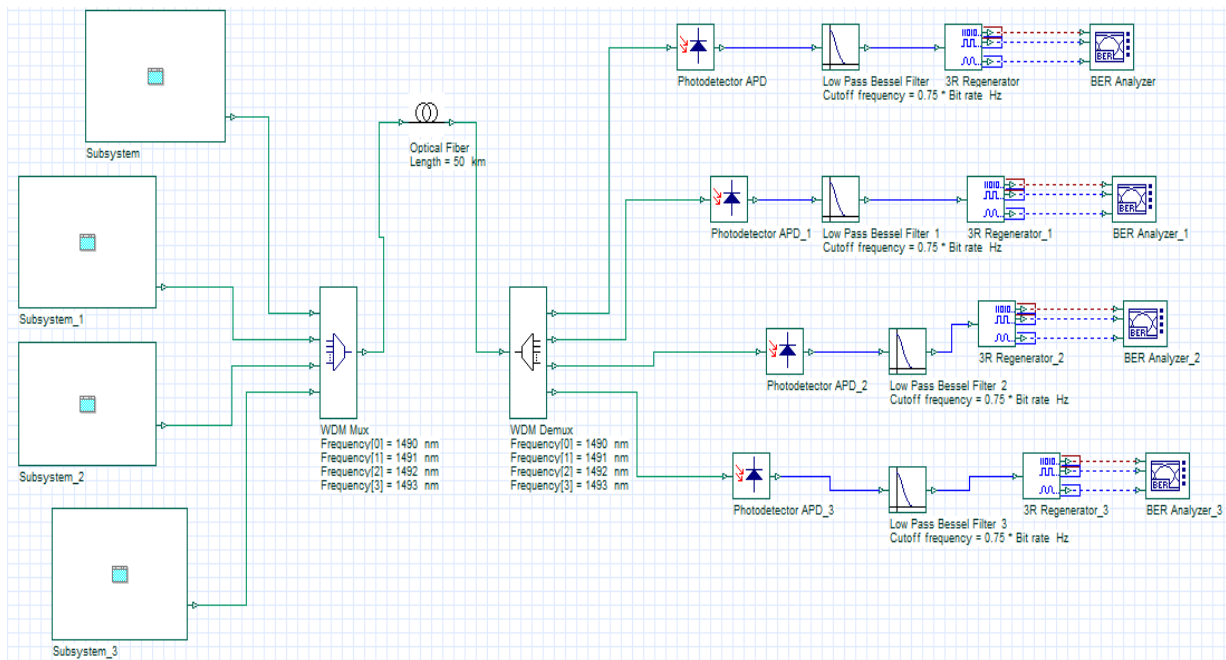 Subsystem
Subsystem_1
Subsystem_2
Subsystem_3
Optical Fiber
Length = 50 km
WDM Mux
Frequency[0] = 1490 nm
Frequency[1] = 1491 nm
Frequency[2] = 1492 nm
Frequency[3] = 1493 nm
WDM Demux
Frequency[0] = 1490 nm
Frequency[1] = 1491 nm
Frequency[2] = 1492 nm
Frequency[3] = 1493 nm
Photodetector APD
Low Pass Bessel Filter
Cutoff frequency = 0.75 * Bit rate Hz
3R Regenerator
BER
BER Analyzer
Photodetector APD_1
Low Pass Bessel Filter 1
Cutoff frequency = 0.75 * Bit rate Hz
3R Regenerator_1
BER
BER Analyzer_1
Photodetector APD_2
Low Pass Bessel Filter 2
Cutoff frequency = 0.75 * Bit rate Hz
3R Regenerator_2
BER
BER Analyzer_2
Photodetector APD_3
Low Pass Bessel Filter 3
Cutoff frequency = 0.75 * Bit rate Hz
3R Regenerator_3
BER
BER Analyzer_3